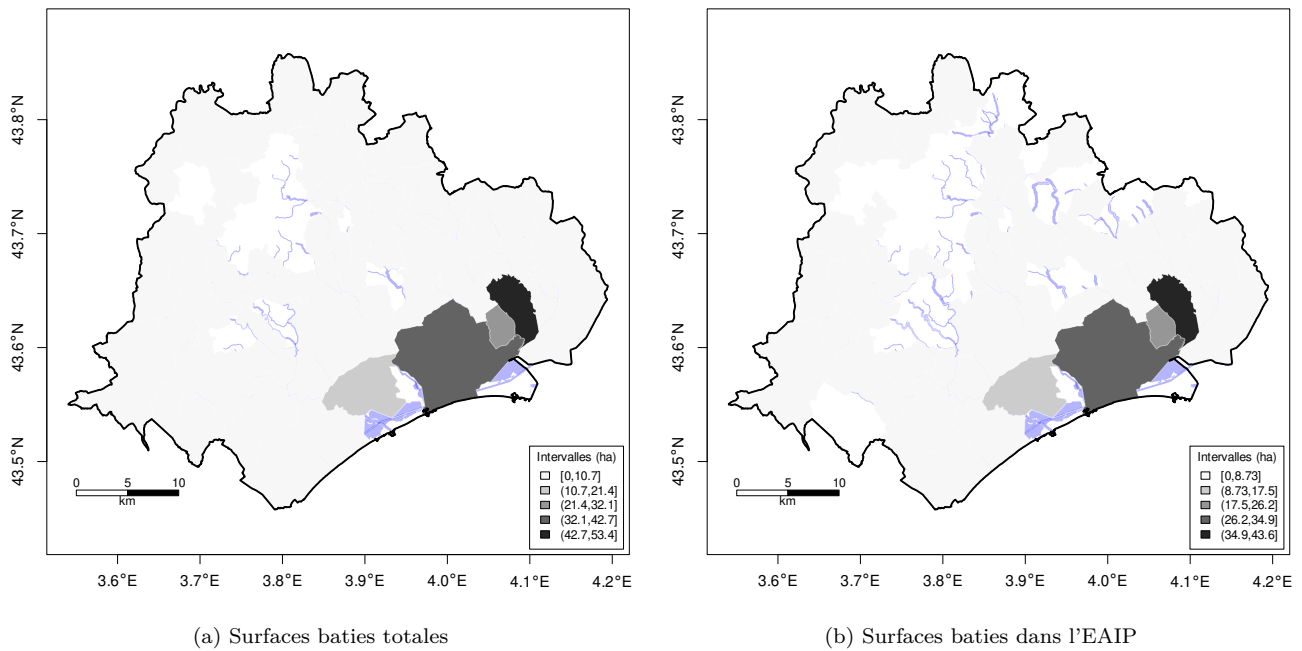 43.8°N
43.7°N
43.6°N
43.5°N
3.6°E 3.7°E 3.8°E 3.9°E 4.0°E 4.1°E 4.2°E
0 5 10
km
Intervalles (ha)
[0,10.7]
(10.7,21.4]
(21.4,32.1]
(32.1,42.7]
(42.7,53.4]
(a) Surfaces baties totales
43.8°N
43.7°N
43.6°N
43.5°N
3.6°E 3.7°E 3.8°E 3.9°E 4.0°E 4.1°E 4.2°E
0 5 10
km
Intervalles (ha)
[0,8.73]
(8.73,17.5]
(17.5,26.2]
(26.2,34.9]
(34.9,43.6]
(b) Surfaces baties dans l'EAIP